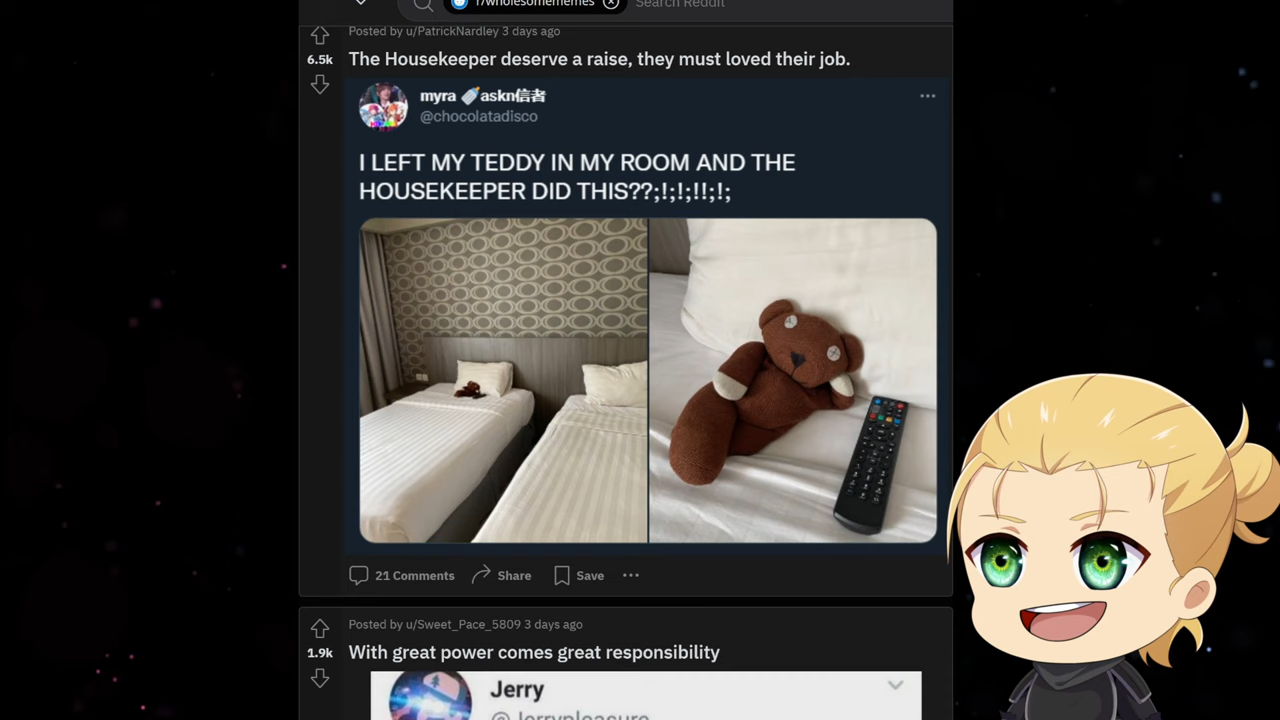 r/wholesomememes
Search Reddit
Posted by u/PatrickNardley 3 days ago
6.5k
The Housekeeper deserve a raise, they must loved their job.
myra 🍼askn信者
@chocolatadisco
I LEFT MY TEDDY IN MY ROOM AND THE
HOUSEKEEPER DID THIS??;!;!;!!;!;
21 Comments
Share
Save
Posted by u/Sweet_Pace_5809 3 days ago
1.9k
With great power comes great responsibility
Jerry
@Jerrypleasure